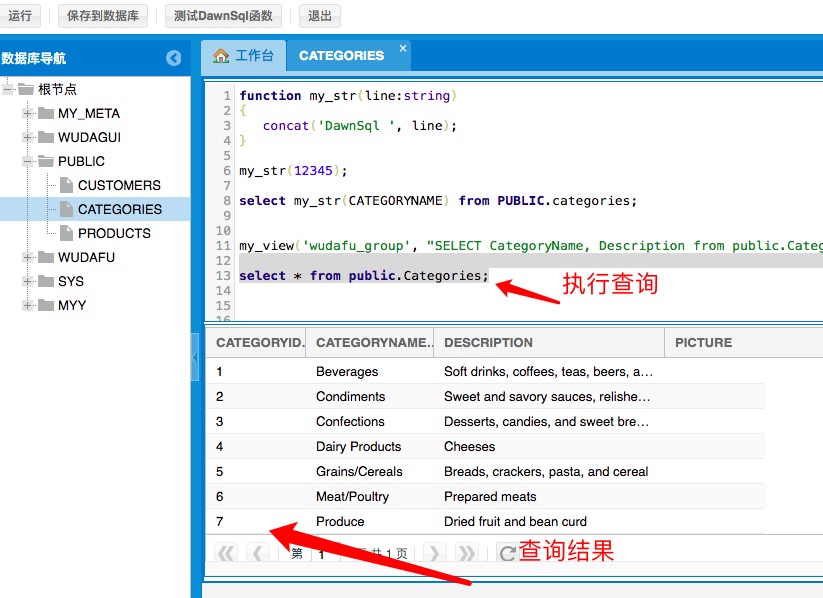 运行 保存到数据库 测试DawnSql函数 退出
数据库导航
根节点
MY_META
WUDAGUI
PUBLIC
CUSTOMERS
CATEGORIES
PRODUCTS
WUDAFU
SYS
MYY
工作台 CATEGORIES ×
1 function my_str(line:string)
2 {
3 concat('DawnSql ', line);
4 }
5
6 my_str(12345);
7
8 select my_str(CATEGORYNAME) from PUBLIC.categories;
9
10
11 my_view('wudafu_group', "SELECT CategoryName, Description from public.Categ
12
13 select * from public.Categories;
14
15
16
执行查询
CATEGORYID. CATEGORYNAME.. DESCRIPTION PICTURE
1 Beverages Soft drinks, coffees, teas, beers, a…
2 Condiments Sweet and savory sauces, relishe…
3 Confections Desserts, candies, and sweet bre…
4 Dairy Products Cheeses
5 Grains/Cereals Breads, crackers, pasta, and cereal
6 Meat/Poultry Prepared meats
7 Produce Dried fruit and bean curd
第 1 共 1 页
查询结果